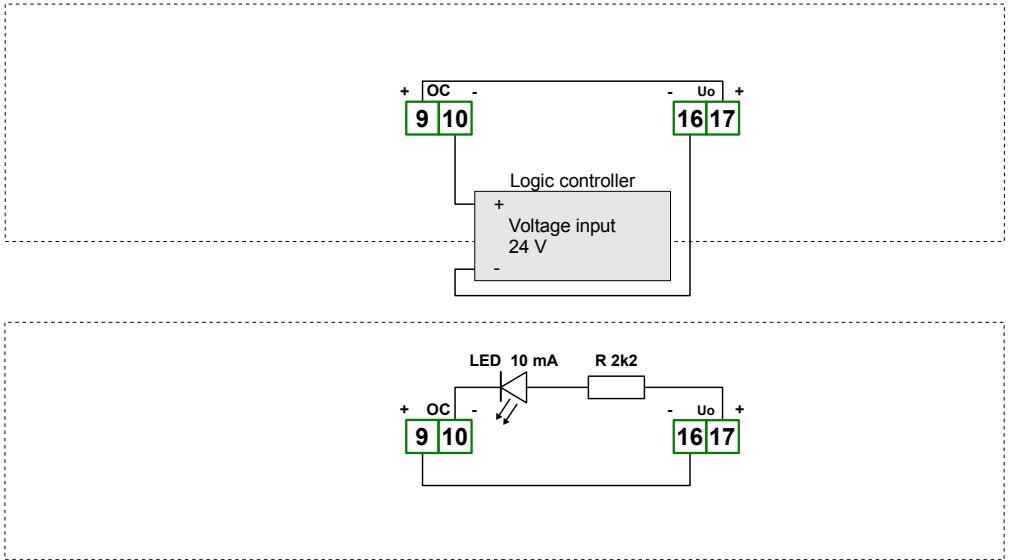 + OC - - Uo +
9 10 16 17
Logic controller
+
Voltage input
24 V
-
LED 10 mA R 2k2
+ OC - - Uo +
9 10 16 17